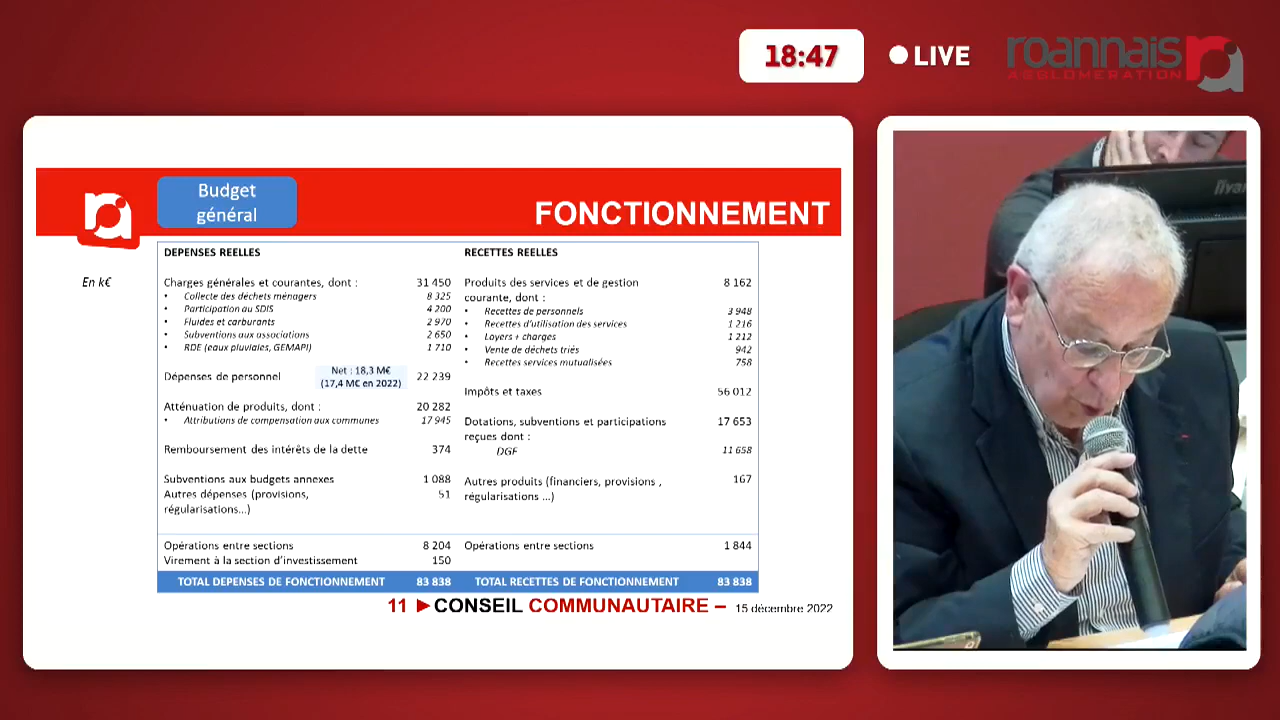 18:47
LIVE
roannais
AGGLOMÉRATION
Budget
général
FONCTIONNEMENT
En k€
DEPENSES REELLES
Charges générales et courantes, dont : 31 450
• Collecte des déchets ménagers 8 325
• Participation au SDIS 4 200
• Fluides et carburants 2 970
• Subventions aux associations 2 650
• RDE (eaux pluviales, GEMAPI) 1 710
Dépenses de personnel 22 239
Net : 18,3 M€
(17,4 M€ en 2022)
Atténuation de produits, dont : 20 282
• Attributions de compensation aux communes 17 945
Remboursement des intérêts de la dette 374
Subventions aux budgets annexes 1 088
Autres dépenses (provisions, 51
régularisations...)
Opérations entre sections 8 204
Virement à la section d'investissement 150
TOTAL DEPENSES DE FONCTIONNEMENT 83 838
RECETTES REELLES
Produits des services et de gestion 8 162
courante, dont :
• Recettes de personnels 3 948
• Recettes d'utilisation des services 1 216
• Loyers + charges 1 212
• Vente de déchets triés 942
• Recettes services mutualisées 758
Impôts et taxes 56 012
Dotations, subventions et participations 17 653
reçues dont :
DGF 11 658
Autres produits (financiers, provisions , 167
régularisations ...)
Opérations entre sections 1 844
TOTAL RECETTES DE FONCTIONNEMENT 83 838
11 ►CONSEIL COMMUNAUTAIRE – 15 décembre 2022
iiyama